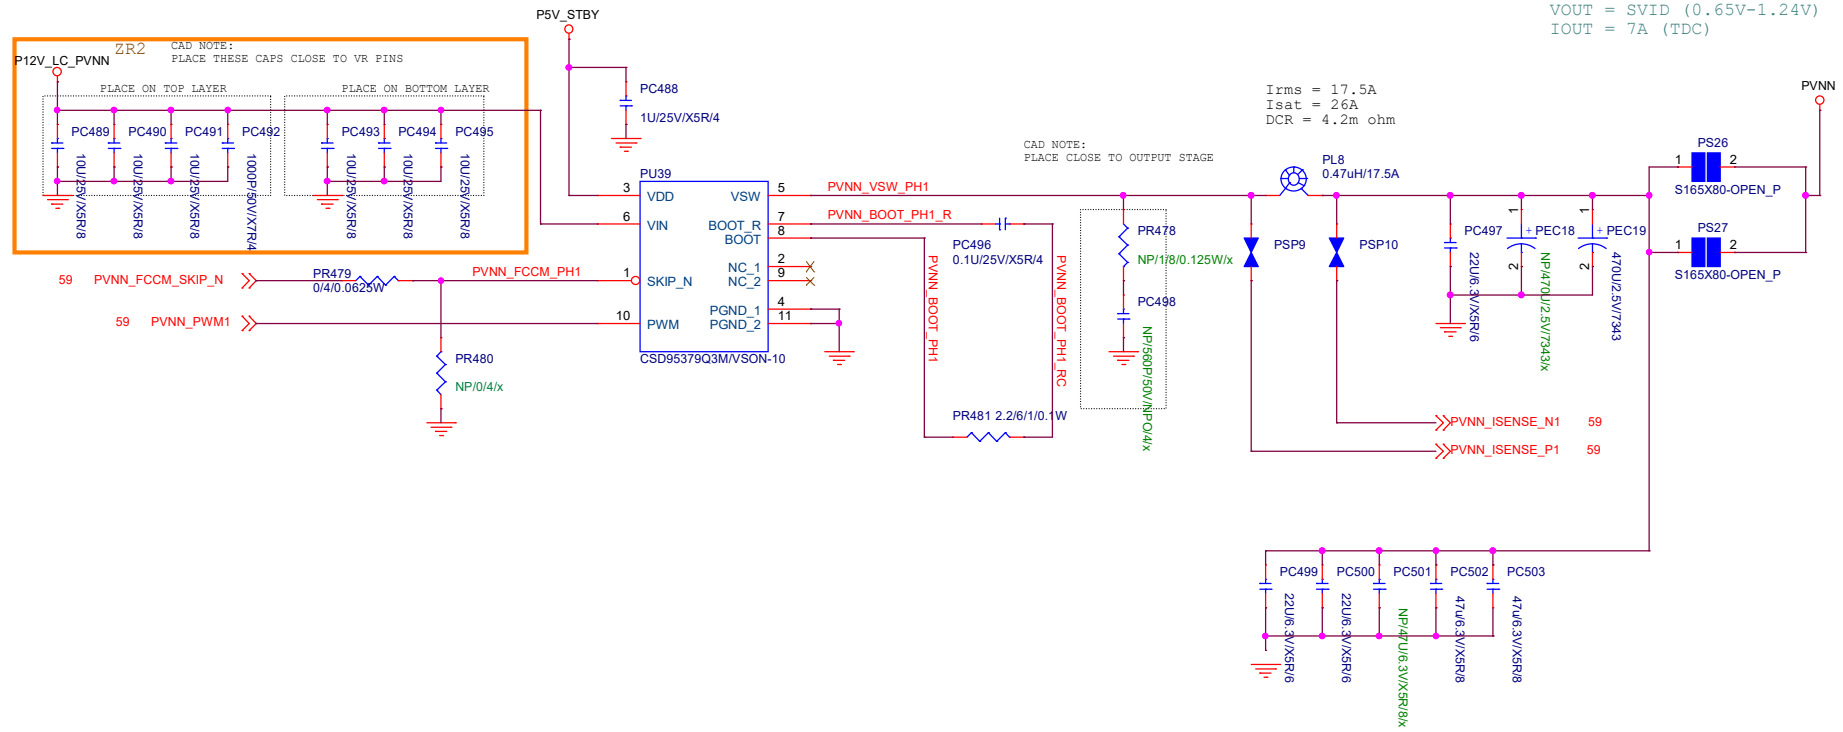 VOUT = SVID (0.65V-1.24V)
IOUT = 7A (TDC)
P5V_STBY
ZR2
CAD NOTE:
PLACE THESE CAPS CLOSE TO VR PINS
P12V_LC_PVNN
PLACE ON TOP LAYER
PLACE ON BOTTOM LAYER
PC489
10U/25V/X5R/8
PC490
10U/25V/X5R/8
PC491
10U/25V/X5R/8
PC492
1000P/50V/X7R/4
PC493
10U/25V/X5R/8
PC494
10U/25V/X5R/8
PC495
10U/25V/X5R/8
PC488
1U/25V/X5R/4
PU39
3 VDD
6 VIN
1 SKIP_N
10 PWM
VSW 5
BOOT_R 7
BOOT 8
NC_1 2
NC_2 9
PGND_1 4
PGND_2 11
CSD95379Q3M/VSON-10
59 PVNN_FCCM_SKIP_N
PR479
0/4/0.0625W
PVNN_FCCM_PH1
59 PVNN_PWM1
PR480
NP/0/4/x
PVNN_VSW_PH1
PVNN_BOOT_PH1_R
PC496
0.1U/25V/X5R/4
PVNN_BOOT_PH1
PVNN_BOOT_PH1_RC
PR481 2.2/6/1/0.1W
CAD NOTE:
PLACE CLOSE TO OUTPUT STAGE
PR478
NP/1/8/0.125W/x
PC498
NP/560P/50V/NPO/4/x
Irms = 17.5A
Isat = 26A
DCR = 4.2m ohm
PL8
0.47uH/17.5A
PSP9
PSP10
PC497
22U/6.3V/X5R/6
1
+ PEC18
2
NP/470U/2.5V/7343/x
1
+ PEC19
2
470U/2.5V/7343
PVNN
PS26
1 2
S165X80-OPEN_P
PS27
1 2
S165X80-OPEN_P
PVNN_ISENSE_N1 59
PVNN_ISENSE_P1 59
PC499
22U/6.3V/X5R/6
PC500
22U/6.3V/X5R/6
PC501
NP/47U/6.3V/X5R/8/x
PC502
47u/6.3V/X5R/8
PC503
47u/6.3V/X5R/8